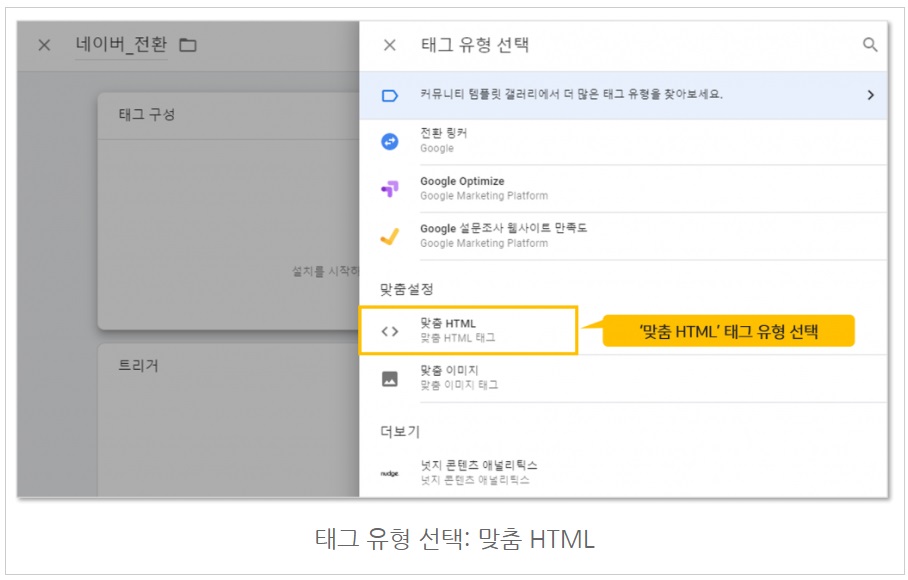 네이버_전환
태그 구성
설치를 시작하
트리거
태그 유형 선택
커뮤니티 템플릿 갤러리에서 더 많은 태그 유형을 찾아보세요.
전환 링커
Google
Google Optimize
Google Marketing Platform
Google 설문조사 웹사이트 만족도
Google Marketing Platform
맞춤설정
맞춤 HTML
맞춤 HTML 태그
'맞춤 HTML' 태그 유형 선택
맞춤 이미지
맞춤 이미지 태그
더보기
nudge
넛지 콘텐츠 애널리틱스
넛지 콘텐츠 애널리틱스
태그 유형 선택: 맞춤 HTML